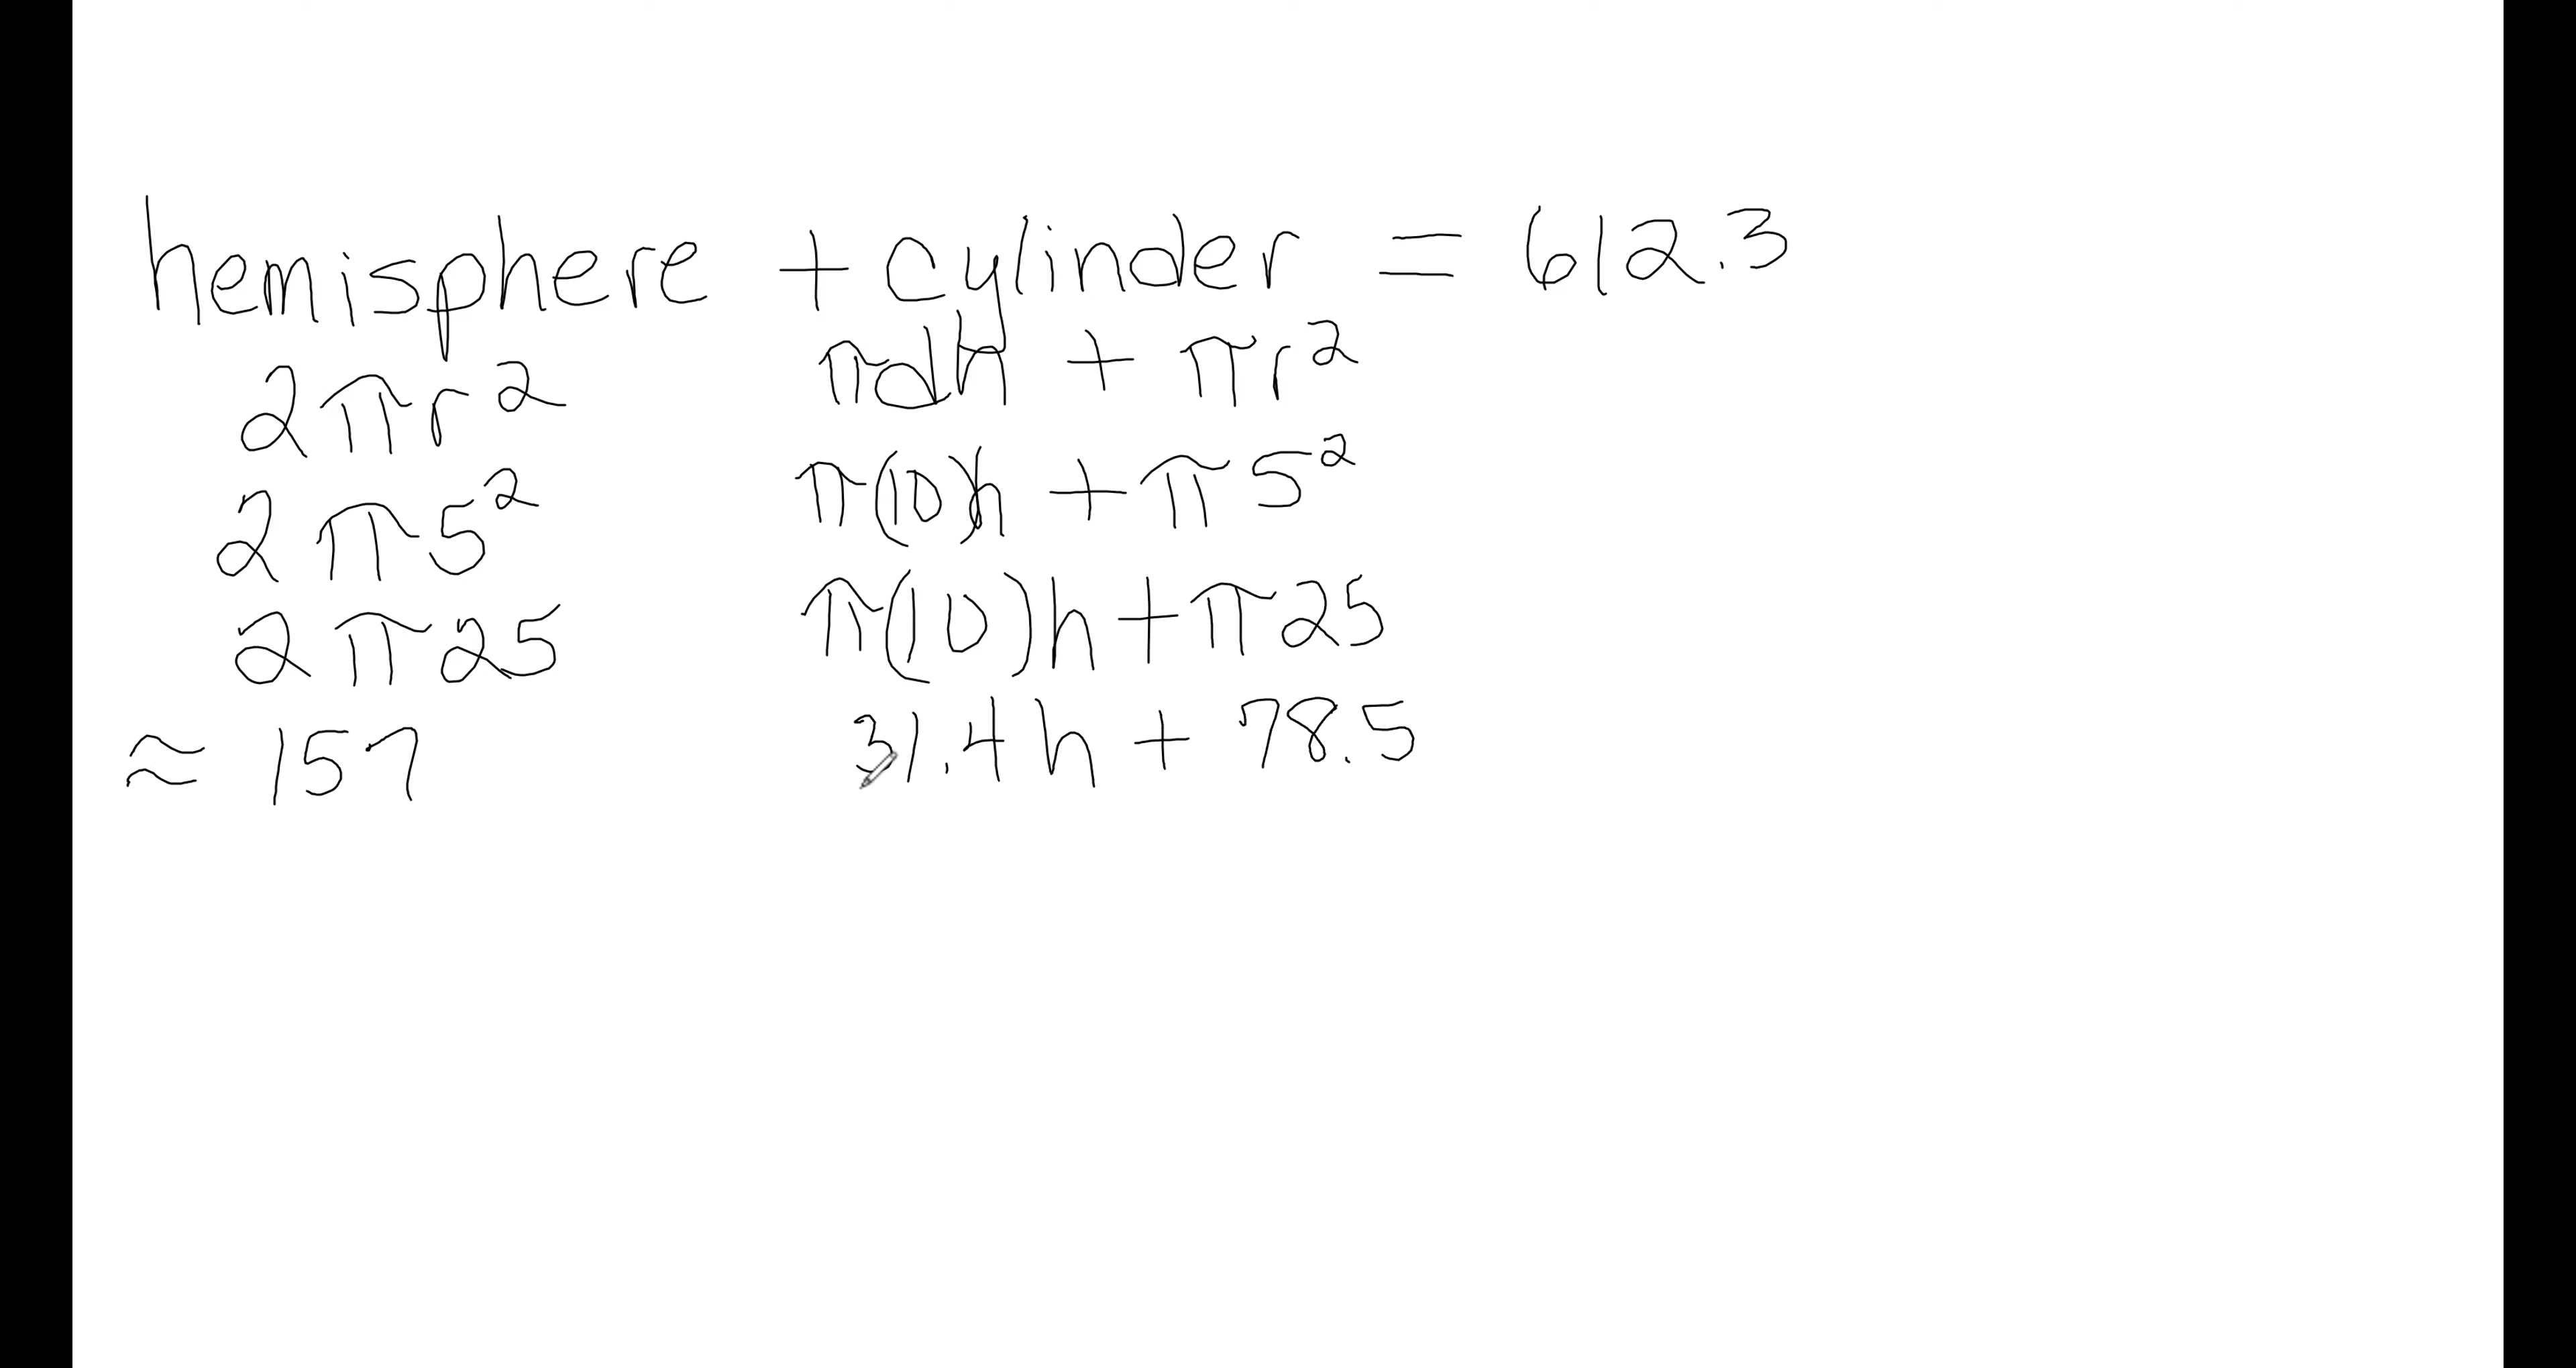 hemisphere + cylinder = 612.3
2πr² πdh + πr²
2π5² π(10)h + π5²
2π25 π(10)h + π25
≈ 157 31.4h + 78.5